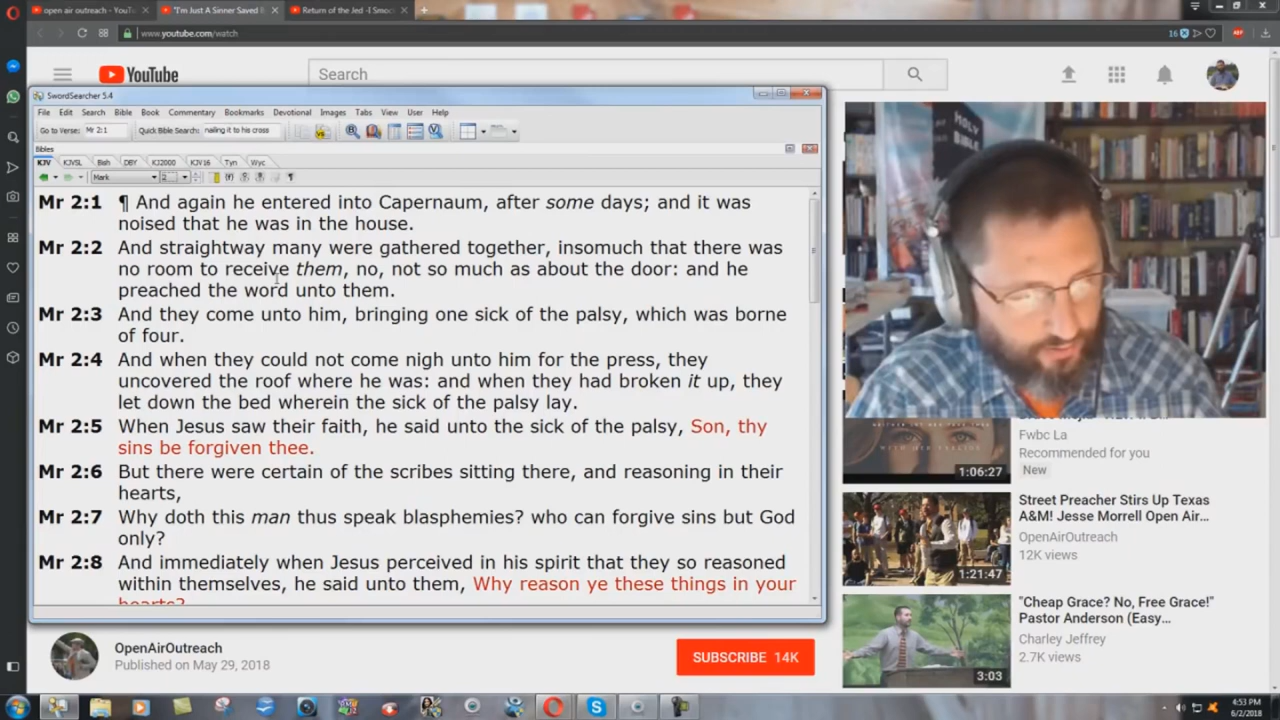 open air outreach - YouTu
"I'm Just A Sinner Saved B
Return of the Jed -I Smoc
www.youtube.com/watch
16
YouTube
Search
SwordSearcher 5.4
File Edit Search Bible Book Commentary Bookmarks Devotional Images Tabs View User Help
Go to Verse: Mr 2:1 Quick Bible Search: nailing it to his cross
Bibles
KJV KJVSL Bish DBY KJ2000 KJV16 Tyn Wyc
Mark 2
Mr 2:1 ¶ And again he entered into Capernaum, after some days; and it was
noised that he was in the house.
Mr 2:2 And straightway many were gathered together, insomuch that there was
no room to receive them, no, not so much as about the door: and he
preached the word unto them.
Mr 2:3 And they come unto him, bringing one sick of the palsy, which was borne
of four.
Mr 2:4 And when they could not come nigh unto him for the press, they
uncovered the roof where he was: and when they had broken it up, they
let down the bed wherein the sick of the palsy lay.
Mr 2:5 When Jesus saw their faith, he said unto the sick of the palsy, Son, thy
sins be forgiven thee.
Mr 2:6 But there were certain of the scribes sitting there, and reasoning in their
hearts,
Mr 2:7 Why doth this man thus speak blasphemies? who can forgive sins but God
only?
Mr 2:8 And immediately when Jesus perceived in his spirit that they so reasoned
within themselves, he said unto them, Why reason ye these things in your
hearts?
HOLY
BIBLE
Fwbc La
Recommended for you
New
1:06:27
Street Preacher Stirs Up Texas
A&M! Jesse Morrell Open Air...
OpenAirOutreach
12K views
1:21:47
"Cheap Grace? No, Free Grace!"
Pastor Anderson (Easy...
Charley Jeffrey
2.7K views
3:03
OpenAirOutreach
Published on May 29, 2018
SUBSCRIBE 14K
4:53 PM
6/2/2018